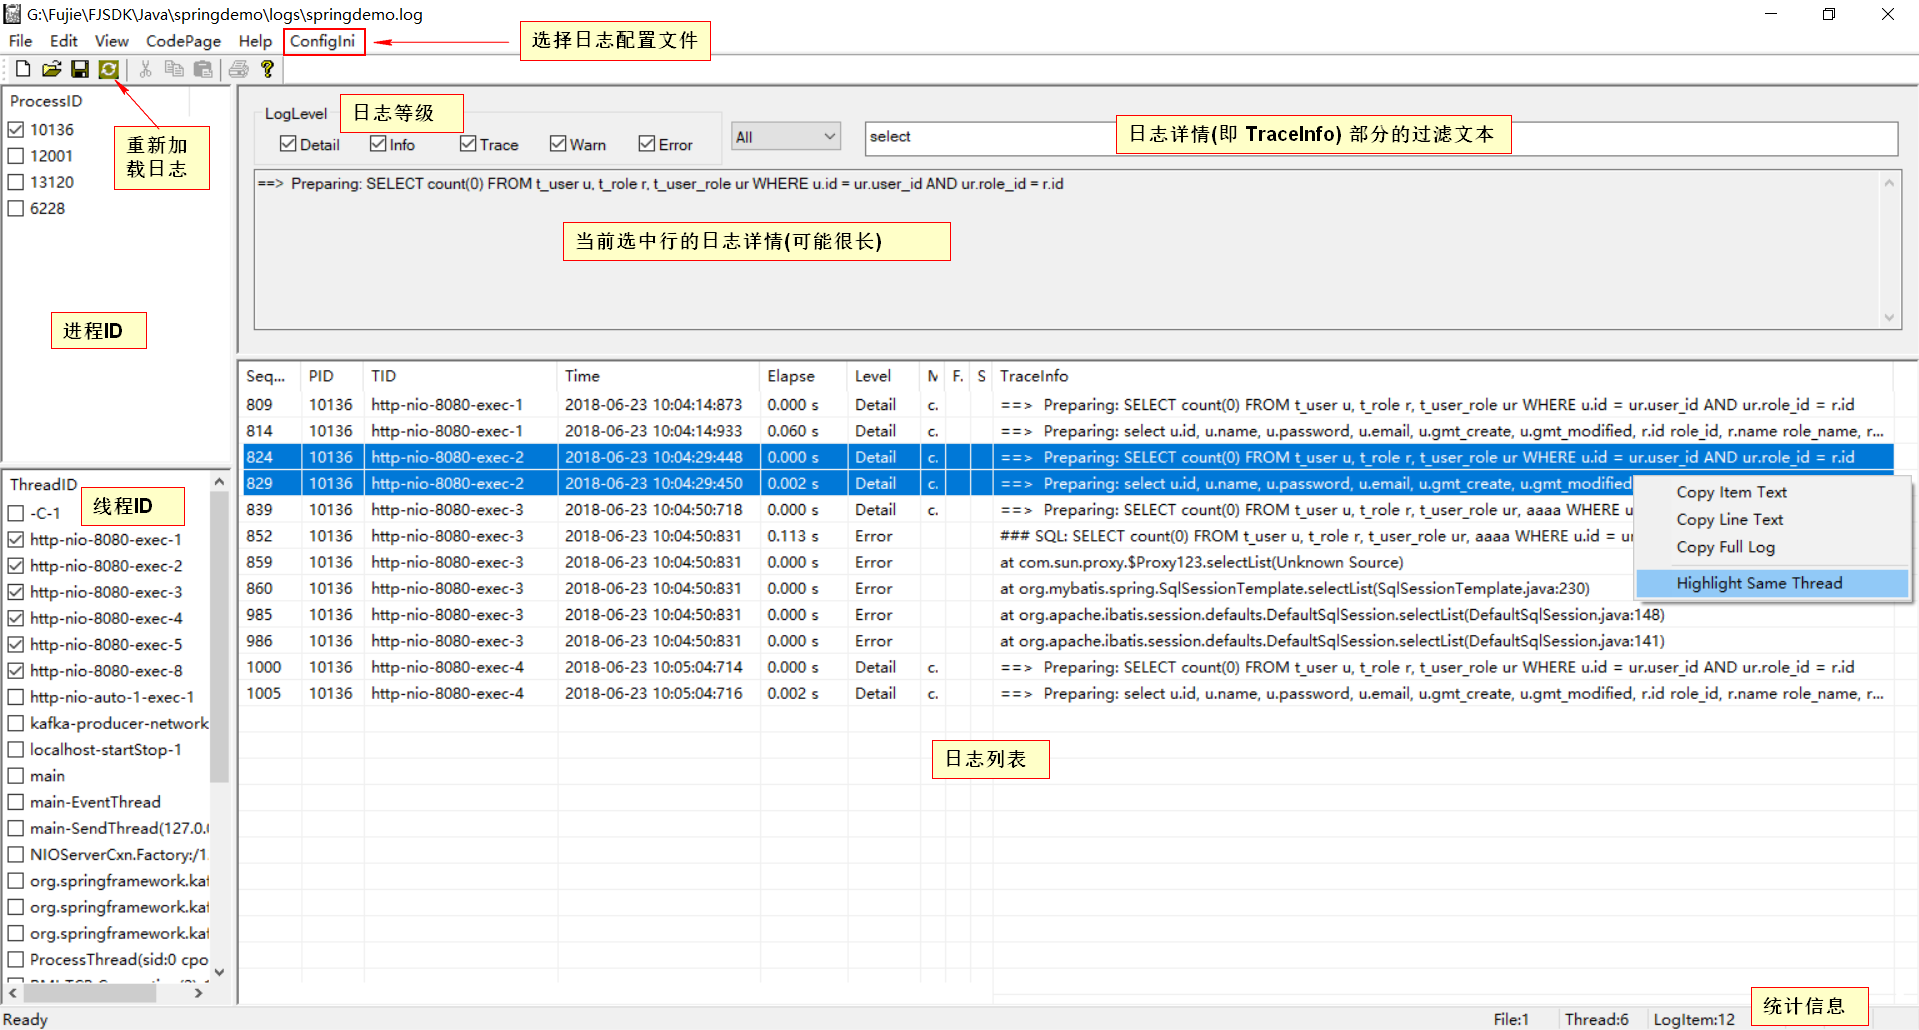 G:\Fujie\FJSDK\Java\springdemo\logs\springdemo.log
File Edit View CodePage Help ConfigIni
选择日志配置文件
ProcessID
10136
12001
13120
6228
重新加
载日志
进程ID
LogLevel
日志等级
Detail Info Trace Warn Error
All
select
日志详情(即 TraceInfo) 部分的过滤文本
==> Preparing: SELECT count(0) FROM t_user u, t_role r, t_user_role ur WHERE u.id = ur.user_id AND ur.role_id = r.id
当前选中行的日志详情(可能很长)
Seq... PID TID Time Elapse Level M F. S TraceInfo
809 10136 http-nio-8080-exec-1 2018-06-23 10:04:14:873 0.000 s Detail c. ==> Preparing: SELECT count(0) FROM t_user u, t_role r, t_user_role ur WHERE u.id = ur.user_id AND ur.role_id = r.id
814 10136 http-nio-8080-exec-1 2018-06-23 10:04:14:933 0.060 s Detail c. ==> Preparing: select u.id, u.name, u.password, u.email, u.gmt_create, u.gmt_modified, r.id role_id, r.name role_name, r...
824 10136 http-nio-8080-exec-2 2018-06-23 10:04:29:448 0.000 s Detail c. ==> Preparing: SELECT count(0) FROM t_user u, t_role r, t_user_role ur WHERE u.id = ur.user_id AND ur.role_id = r.id
829 10136 http-nio-8080-exec-2 2018-06-23 10:04:29:450 0.002 s Detail c. ==> Preparing: select u.id, u.name, u.password, u.email, u.gmt_create, u.gmt_modified
839 10136 http-nio-8080-exec-3 2018-06-23 10:04:50:718 0.000 s Detail c. ==> Preparing: SELECT count(0) FROM t_user u, t_role r, t_user_role ur, aaaa WHERE u
852 10136 http-nio-8080-exec-3 2018-06-23 10:04:50:831 0.113 s Error ### SQL: SELECT count(0) FROM t_user u, t_role r, t_user_role ur, aaaa WHERE u.id = ur
859 10136 http-nio-8080-exec-3 2018-06-23 10:04:50:831 0.000 s Error at com.sun.proxy.$Proxy123.selectList(Unknown Source)
860 10136 http-nio-8080-exec-3 2018-06-23 10:04:50:831 0.000 s Error at org.mybatis.spring.SqlSessionTemplate.selectList(SqlSessionTemplate.java:230)
985 10136 http-nio-8080-exec-3 2018-06-23 10:04:50:831 0.000 s Error at org.apache.ibatis.session.defaults.DefaultSqlSession.selectList(DefaultSqlSession.java:148)
986 10136 http-nio-8080-exec-3 2018-06-23 10:04:50:831 0.000 s Error at org.apache.ibatis.session.defaults.DefaultSqlSession.selectList(DefaultSqlSession.java:141)
1000 10136 http-nio-8080-exec-4 2018-06-23 10:05:04:714 0.000 s Detail c. ==> Preparing: SELECT count(0) FROM t_user u, t_role r, t_user_role ur WHERE u.id = ur.user_id AND ur.role_id = r.id
1005 10136 http-nio-8080-exec-4 2018-06-23 10:05:04:716 0.002 s Detail c. ==> Preparing: select u.id, u.name, u.password, u.email, u.gmt_create, u.gmt_modified, r.id role_id, r.name role_name, r...
Copy Item Text
Copy Line Text
Copy Full Log
Highlight Same Thread
日志列表
ThreadID
线程ID
-C-1
http-nio-8080-exec-1
http-nio-8080-exec-2
http-nio-8080-exec-3
http-nio-8080-exec-4
http-nio-8080-exec-5
http-nio-8080-exec-8
http-nio-auto-1-exec-1
kafka-producer-network
localhost-startStop-1
main
main-EventThread
main-SendThread(127.0.0
NIOServerCxn.Factory:/1
org.springframework.kaf
org.springframework.kaf
org.springframework.kaf
ProcessThread(sid:0 cpo
Ready
File:1 Thread:6 LogItem:12
统计信息